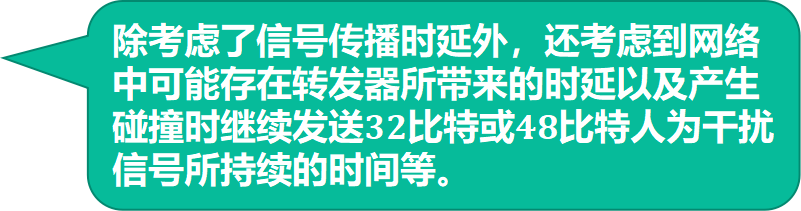 除考虑了信号传播时延外，还考虑到网络
中可能存在转发器所带来的时延以及产生
碰撞时继续发送32比特或48比特人为干扰
信号所持续的时间等。